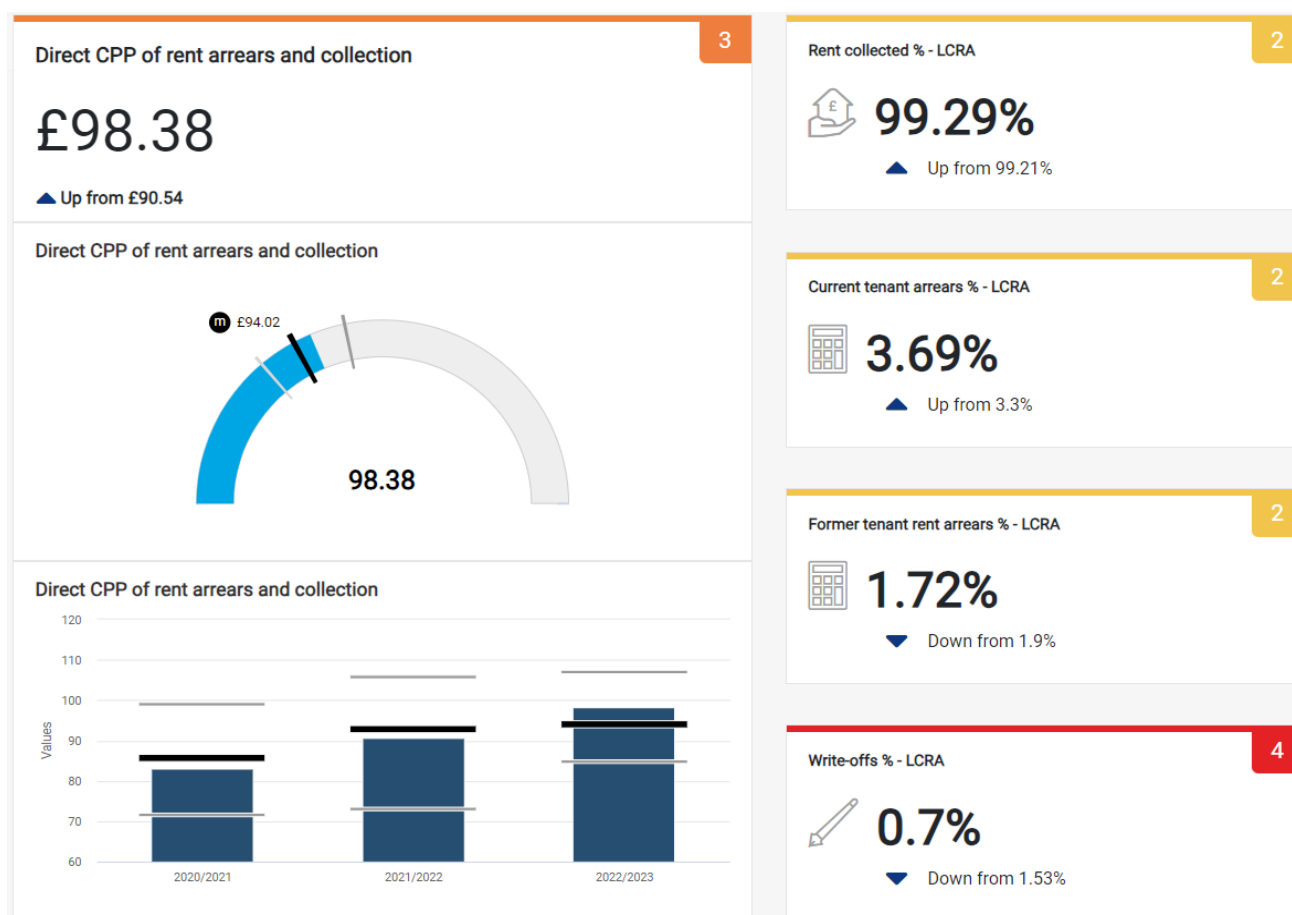 Direct CPP of rent arrears and collection
3
£98.38
Up from £90.54
Direct CPP of rent arrears and collection
m £94.02
98.38
Direct CPP of rent arrears and collection
120
110
100
90
80
70
60
Values
2020/2021
2021/2022
2022/2023
Rent collected % - LCRA
2
£
99.29%
Up from 99.21%
Current tenant arrears % - LCRA
2
3.69%
Up from 3.3%
Former tenant rent arrears % - LCRA
2
1.72%
Down from 1.9%
Write-offs % - LCRA
4
0.7%
Down from 1.53%